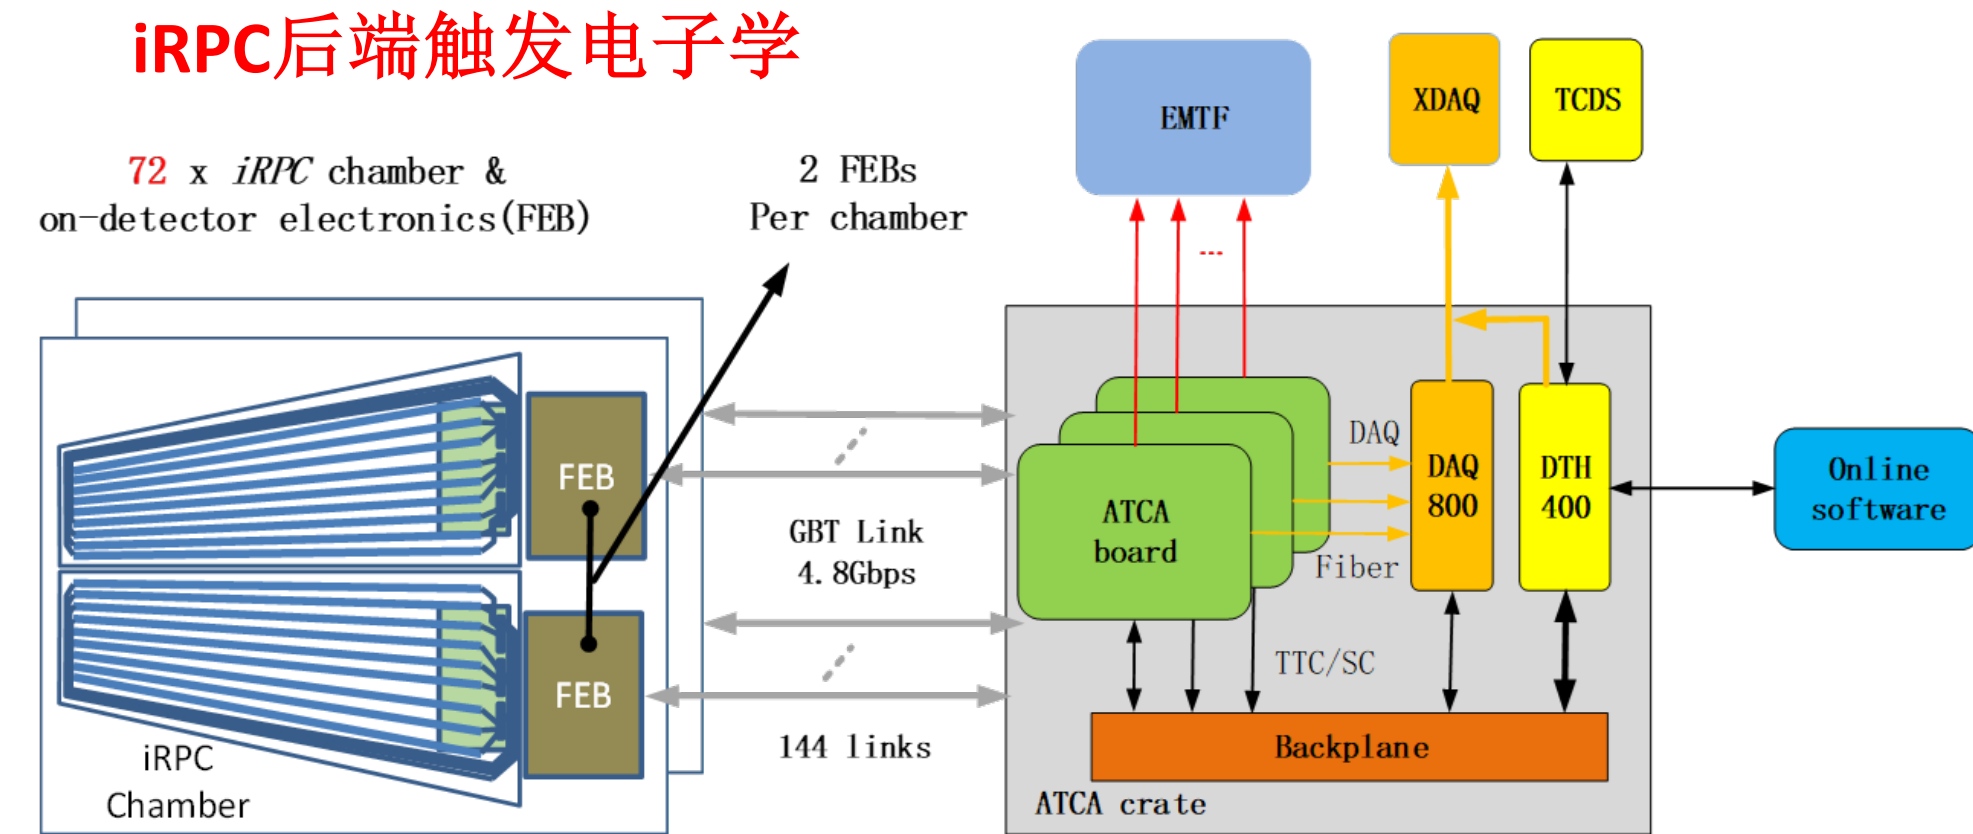 iRPC后端触发电子学
72 x iRPC chamber &
on-detector electronics(FEB)
2 FEBs
Per chamber
EMTF
XDAQ
TCDS
---
FEB
FEB
iRPC
Chamber
GBT Link
4.8Gbps
144 links
ATCA
board
DAQ
Fiber
DAQ
800
DTH
400
Online
software
TTC/SC
Backplane
ATCA crate